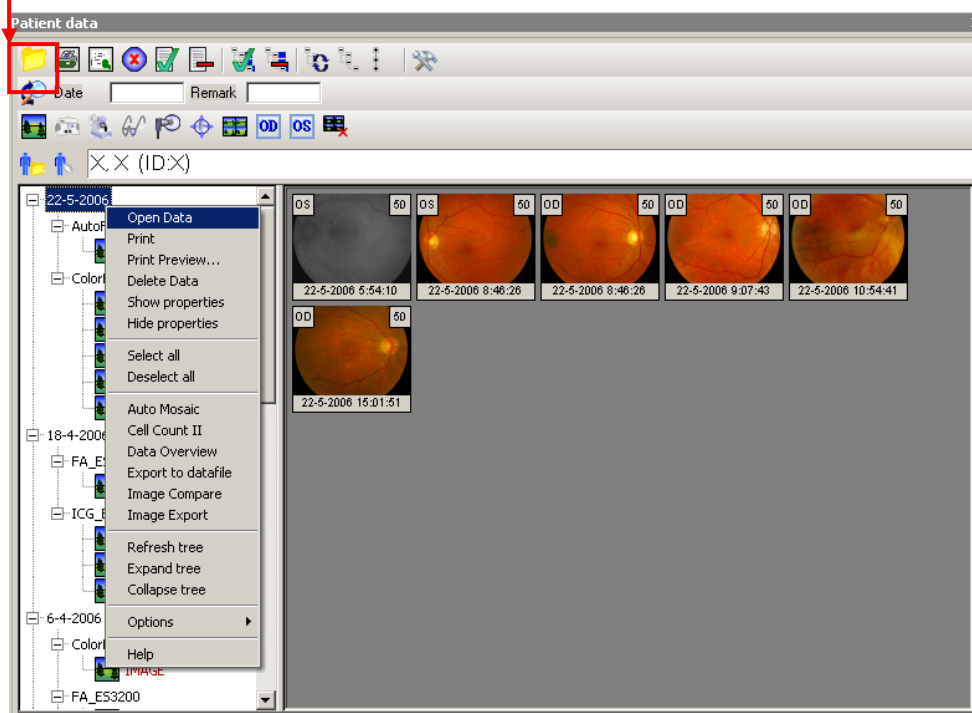 Patient data
Date
Remark
OD
OS
X, X (ID:X)
22-5-2006
AutoF
Color
18-4-2006
FA_E
ICG_E
6-4-2006
Color
IMAGE
FA_ES3200
Open Data
Print
Print Preview...
Delete Data
Show properties
Hide properties
Select all
Deselect all
Auto Mosaic
Cell Count II
Data Overview
Export to datafile
Image Compare
Image Export
Refresh tree
Expand tree
Collapse tree
Options
Help
OS 50
22-5-2006 5:54:10
OS 50
22-5-2006 8:46:26
OD 50
22-5-2006 8:46:26
OD 50
22-5-2006 9:07:43
OD 50
22-5-2006 10:54:41
OD 50
22-5-2006 15:01:51